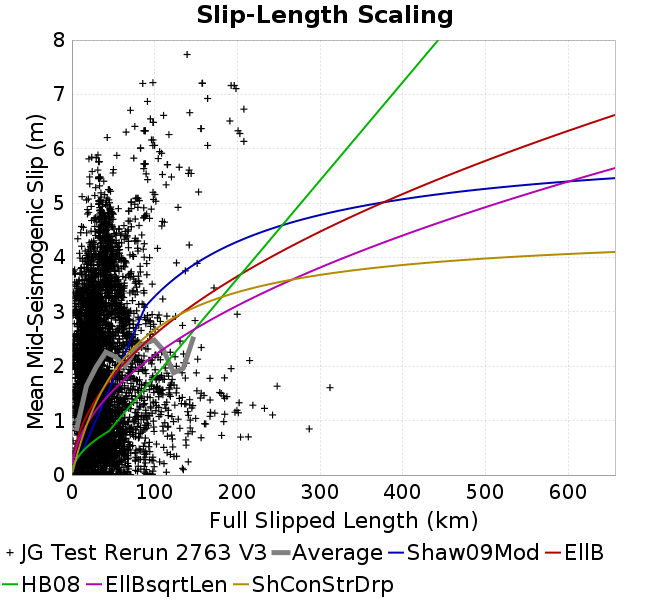 Slip-Length Scaling
Mean Mid-Seismogenic Slip (m)
8
7
6
5
4
3
2
1
0
0 100 200 300 400 500 600
Full Slipped Length (km)
JG Test Rerun 2763 V3 Average Shaw09Mod EllB
HB08 EllBsqrtLen ShConStrDrp